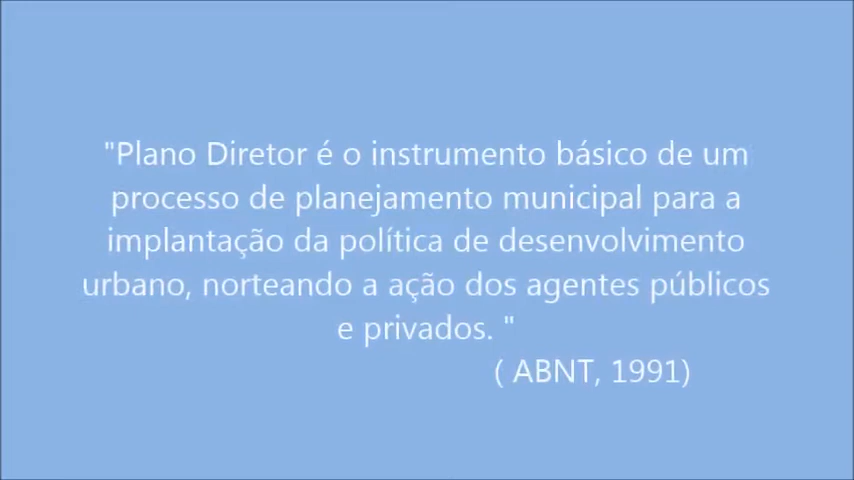 "Plano Diretor é o instrumento básico de um
processo de planejamento municipal para a
implantação da política de desenvolvimento
urbano, norteando a ação dos agentes públicos
e privados. "
( ABNT, 1991)